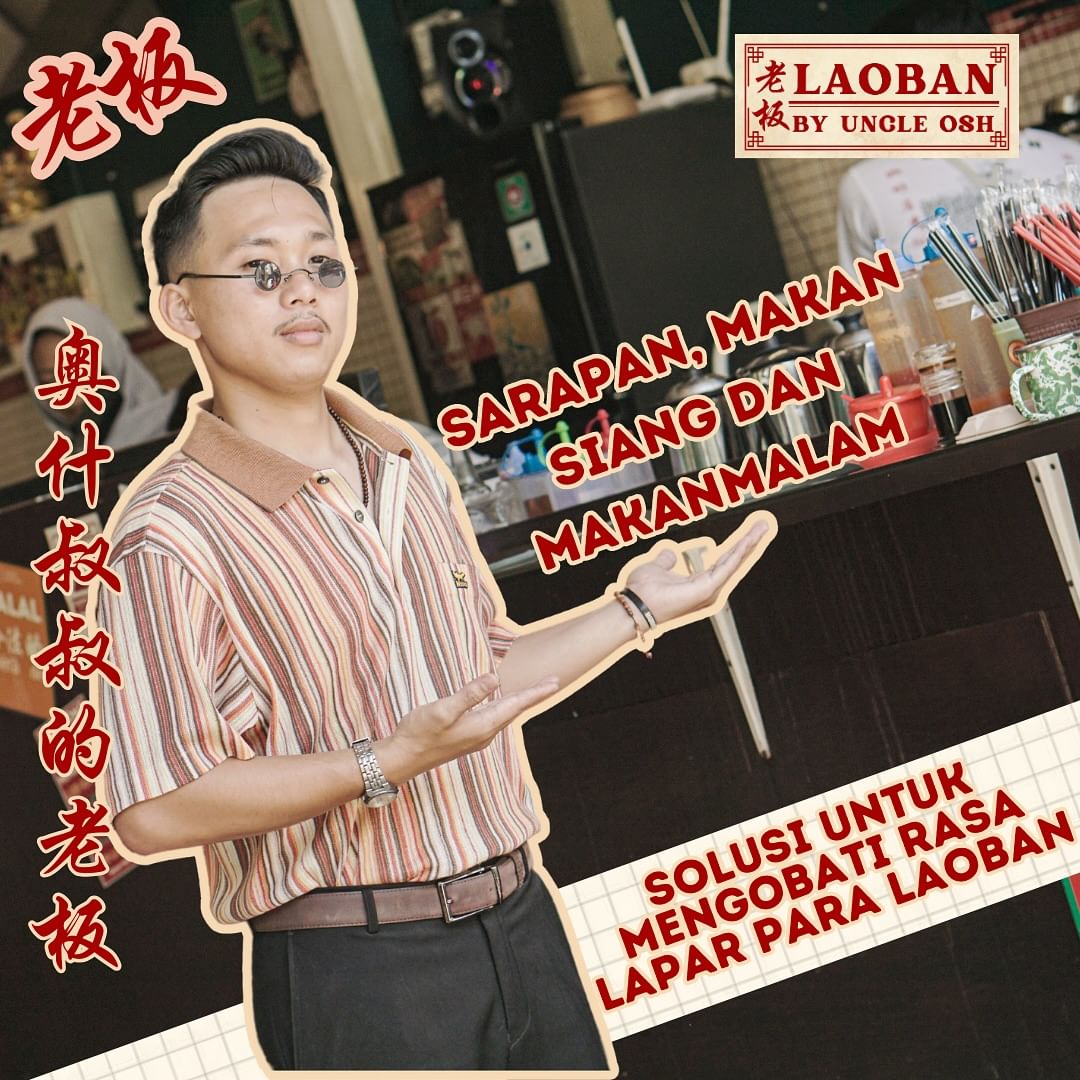 老板
老板
LAOBAN
BY UNCLE OSH
奥什叔叔的老板
SARAPAN, MAKAN
SIANG DAN
MAKANMALAM
ALAL
SOLUSI UNTUK
MENGOBATI RASA
LAPAR PARA LAOBAN